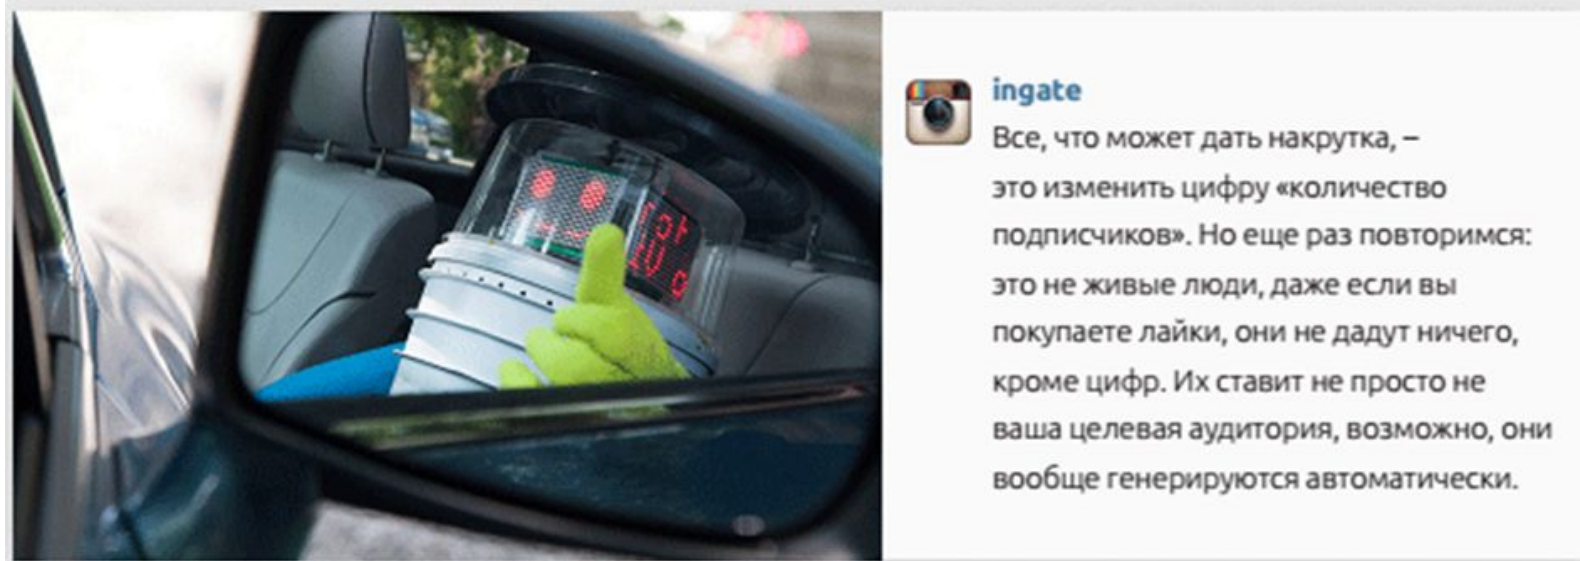 ingate
Все, что может дать накрутка, –
это изменить цифру «количество
подписчиков». Но еще раз повторимся:
это не живые люди, даже если вы
покупаете лайки, они не дадут ничего,
кроме цифр. Их ставит не просто не
ваша целевая аудитория, возможно, они
вообще генерируются автоматически.